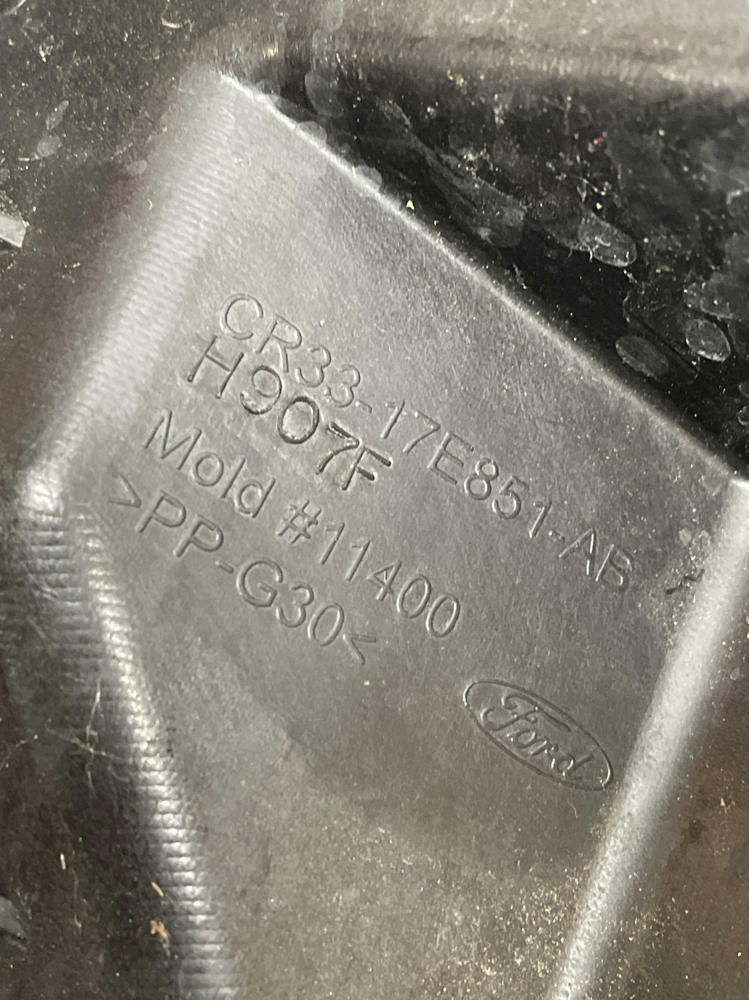 CR33-17E851-AB
H907F
Mold #11400
>PP-G30<
Ford